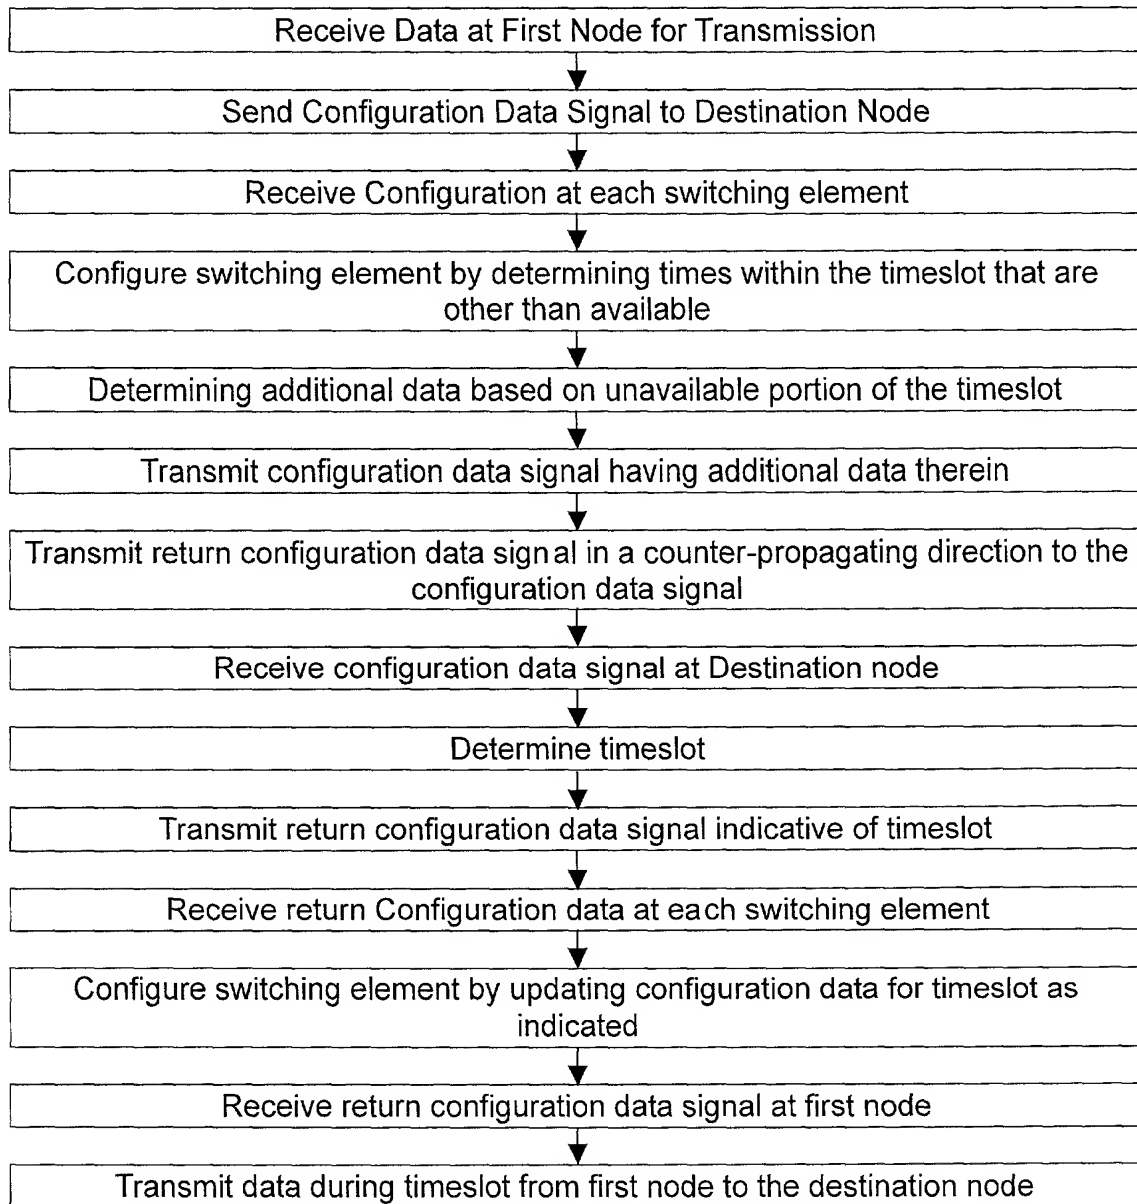 Receive Data at First Node for Transmission
Send Configuration Data Signal to Destination Node
Receive Configuration at each switching element
Configure switching element by determining times within the timeslot that are
other than available
Determining additional data based on unavailable portion of the timeslot
Transmit configuration data signal having additional data therein
Transmit return configuration data signal in a counter-propagating direction to the
configuration data signal
Receive configuration data signal at Destination node
Determine timeslot
Transmit return configuration data signal indicative of timeslot
Receive return Configuration data at each switching element
Configure switching element by updating configuration data for timeslot as
indicated
Receive return configuration data signal at first node
Transmit data during timeslot from first node to the destination node